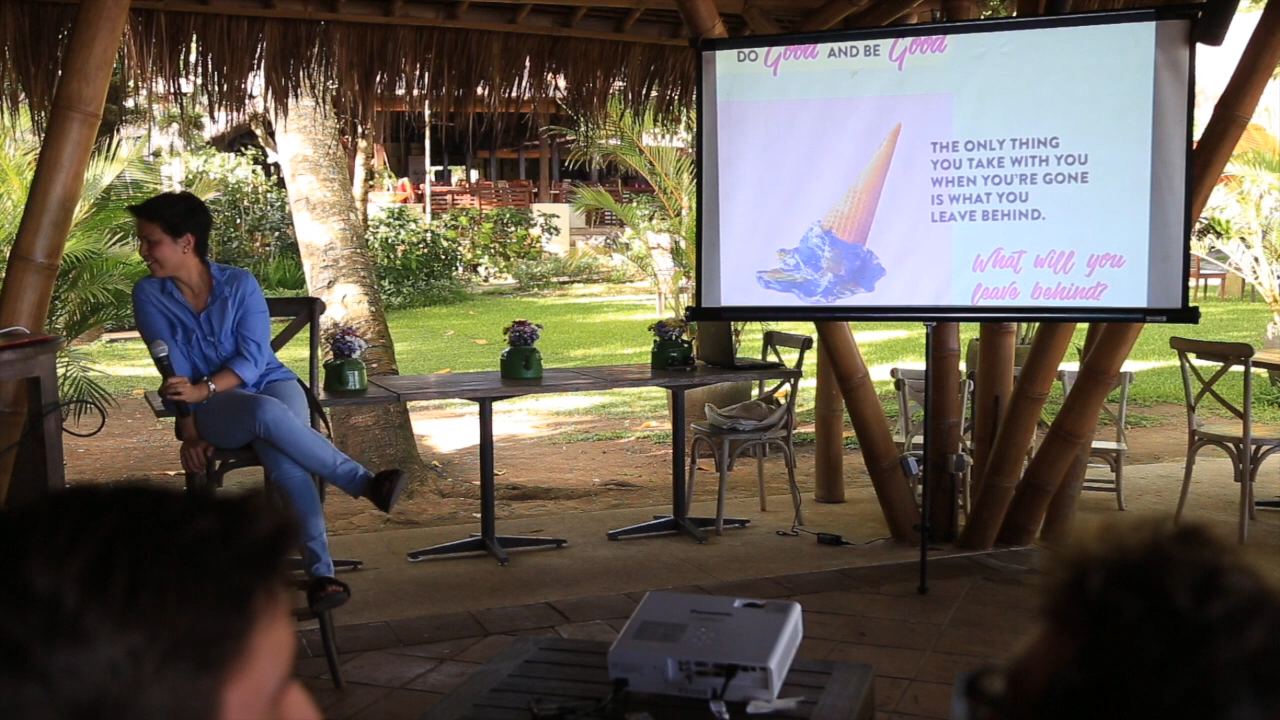 DO Good AND BE Good
THE ONLY THING
YOU TAKE WITH YOU
WHEN YOU'RE GONE
IS WHAT YOU
LEAVE BEHIND.
What will you
leave behind?
Panasonic